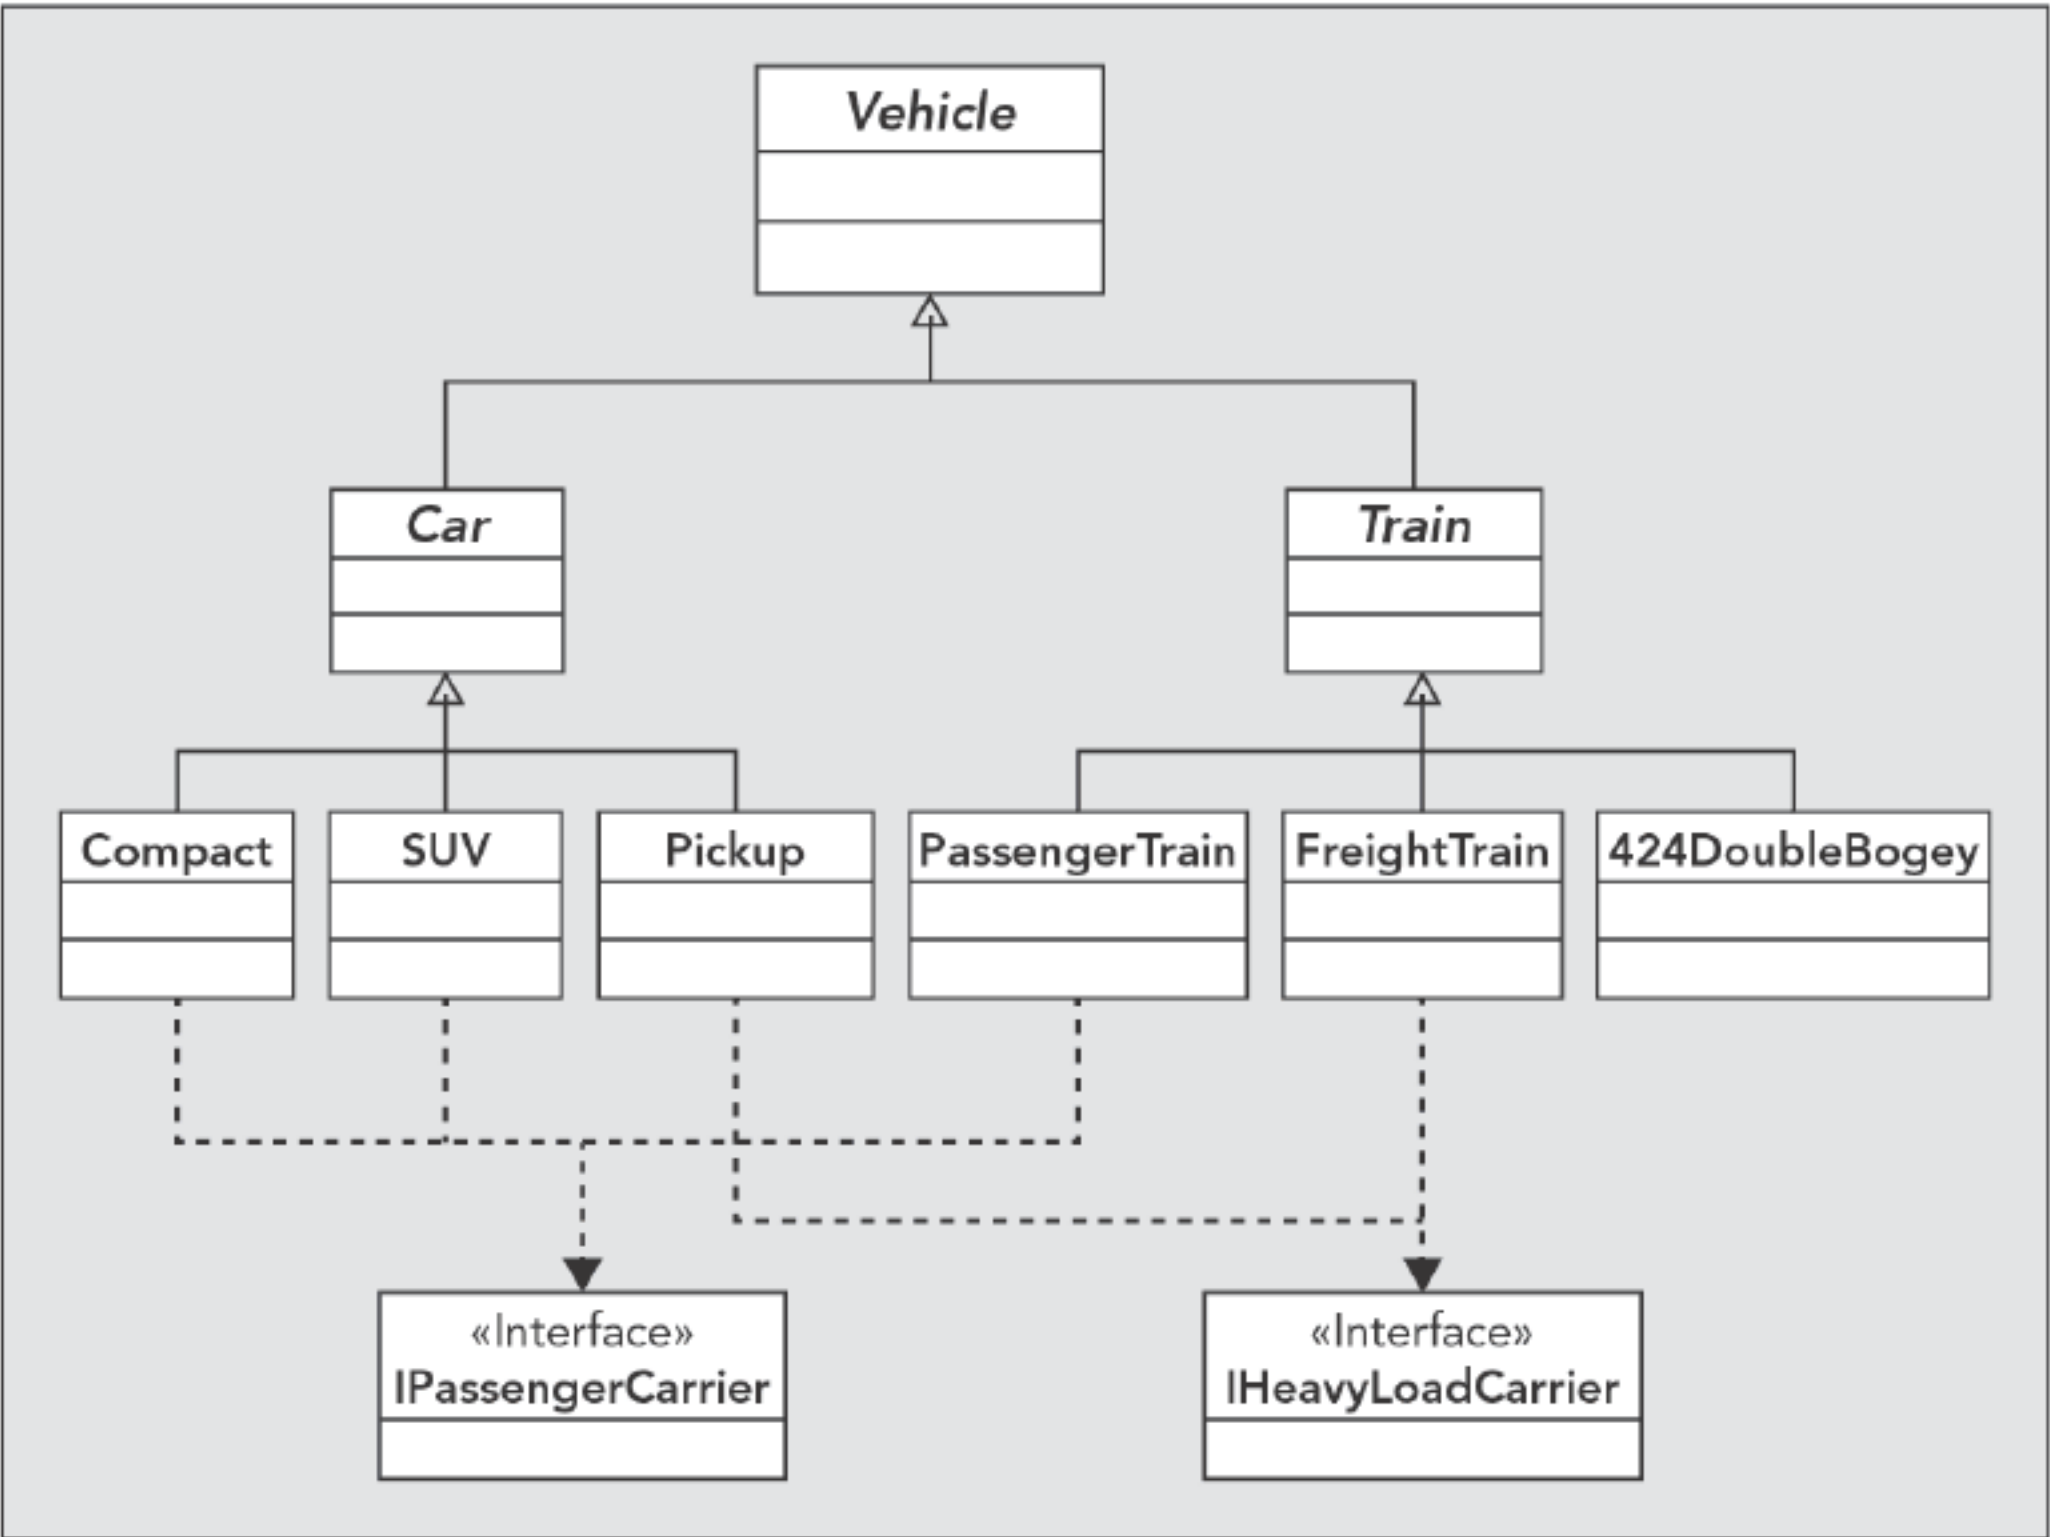 Vehicle
Car
Train
Compact
SUV
Pickup
PassengerTrain
FreightTrain
424DoubleBogey
«Interface»
IPassengerCarrier
«Interface»
IHeavyLoadCarrier